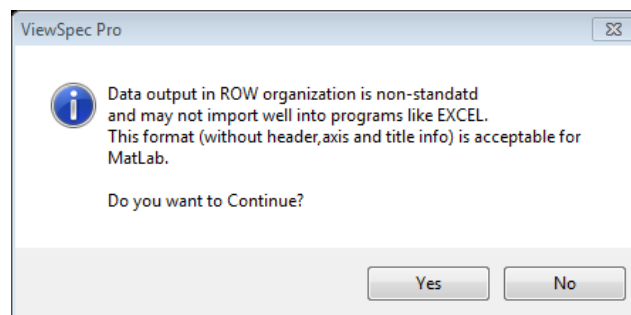 ViewSpec Pro
Data output in ROW organization is non-standatd
and may not import well into programs like EXCEL.
This format (without header,axis and title info) is acceptable for
MatLab.
Do you want to Continue?
Yes
No